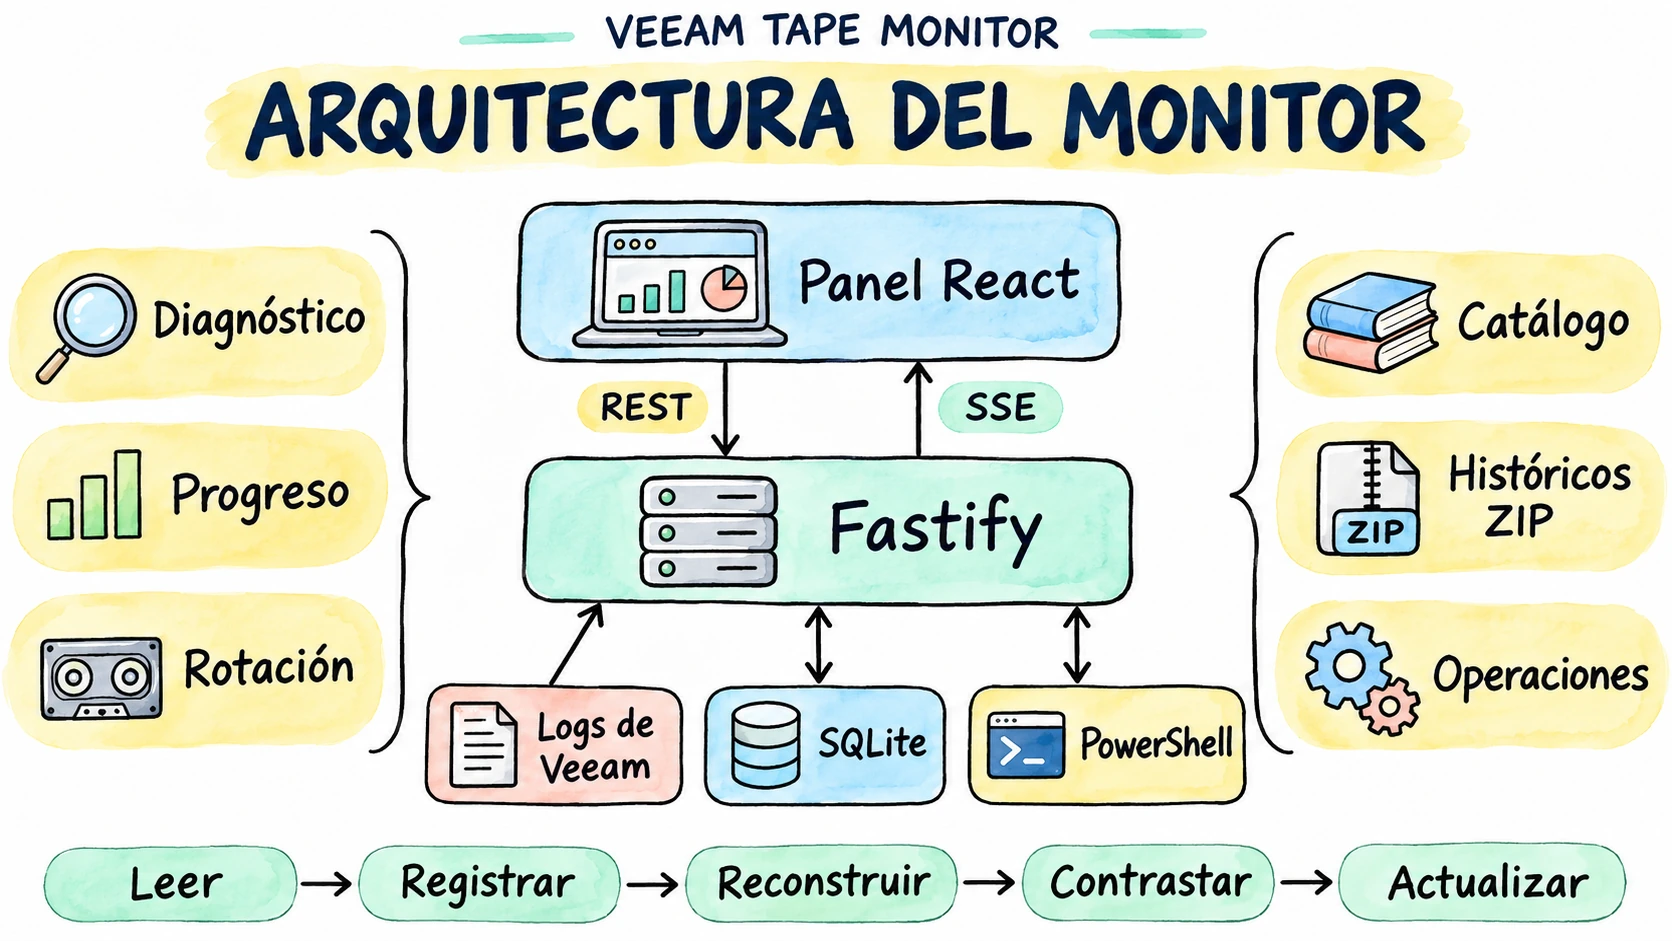 VEEAM TAPE MONITOR
ARQUITECTURA DEL MONITOR
Panel React
REST
SSE
Fastify
Logs de
Veeam
SQLite
PowerShell
Diagnóstico
Progreso
Rotación
Catálogo
Históricos
ZIP
ZIP
Operaciones
Leer
Registrar
Reconstruir
Contrastar
Actualizar